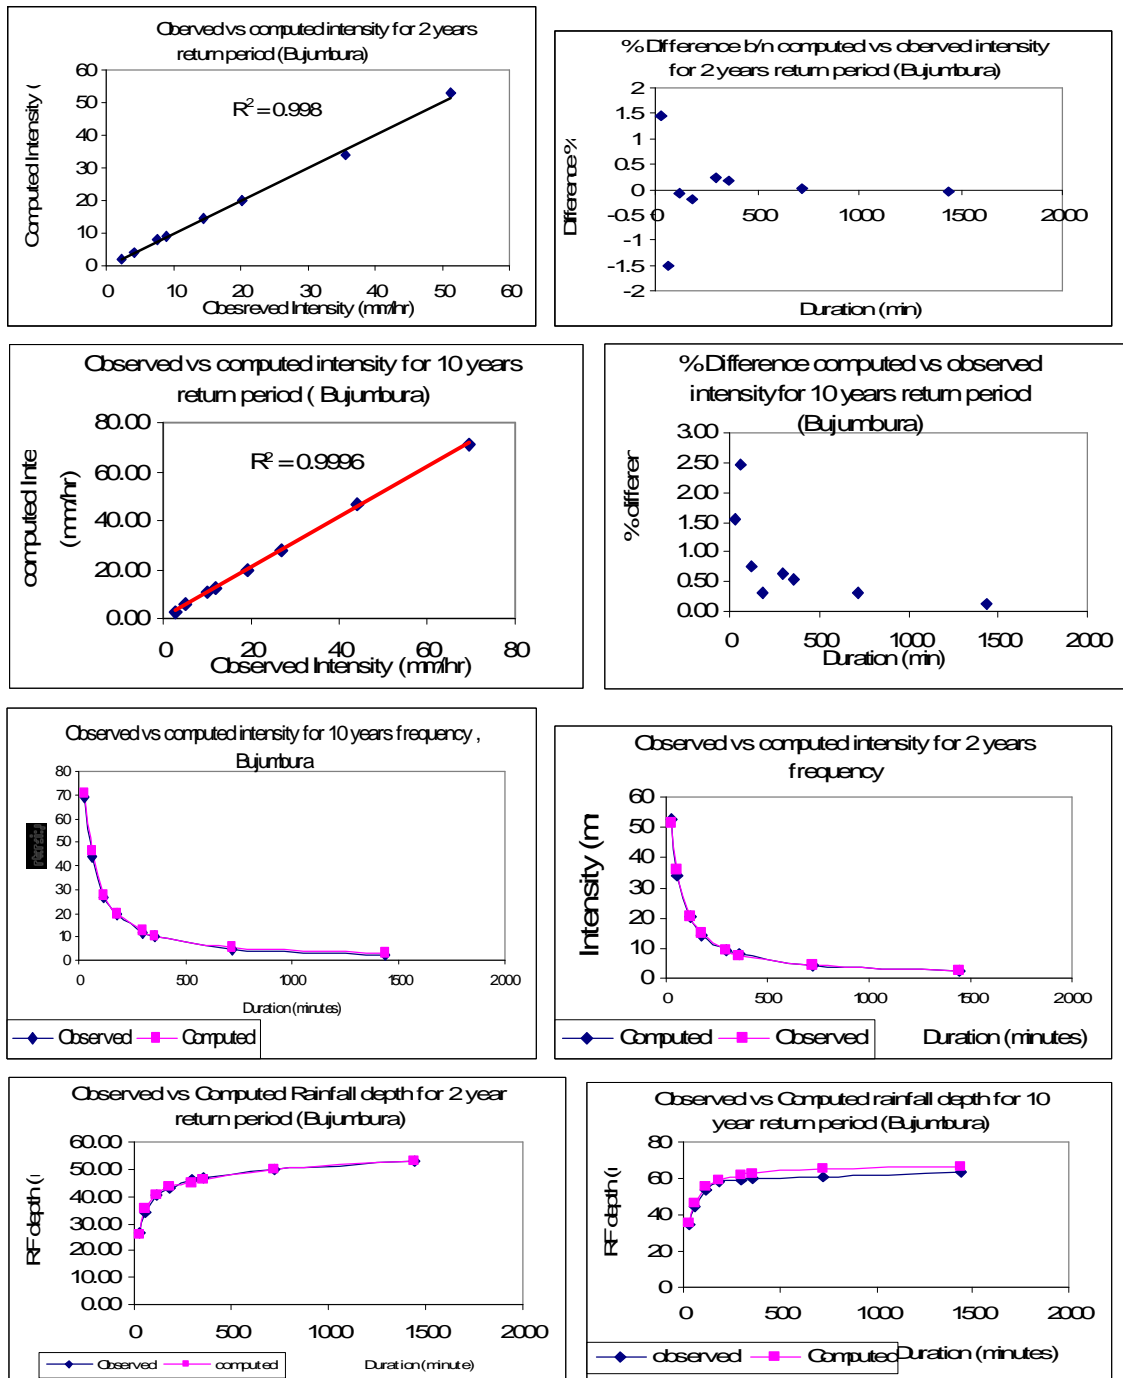 Oberved vs computed intensity for 2 years
return period (Bujumbura)
60
50
40
30
20
10
0
R² = 0.998
0 10 20 30 40 50 60
Computed Intensity (
Obesreved Intensity (mm/hr)
% Difference b/n computed vs oberved intensity
for 2 years return period (Bujumbura)
2
1.5
1
0.5
0
-0.5
-1
-1.5
-2
0 500 1000 1500 2000
Difference %
Duration (min)
Observed vs computed intensity for 10 years
return period ( Bujumbura)
80.00
60.00
40.00
20.00
0.00
R² = 0.9996
0 20 40 60 80
computed Inte
(mm/hr)
Observed Intensity (mm/hr)
% Difference computed vs observed
intensity for 10 years return period
(Bujumbura)
3.00
2.50
2.00
1.50
1.00
0.50
0.00
0 500 1000 1500 2000
% differer
Duration (min)
Observed vs computed intensity for 10 years frequency ,
Bujumbura
80
70
60
50
40
30
20
10
0
0 500 1000 1500 2000
Duration (minutes)
Observed Computed
Observed vs computed intensity for 2 years
frequency
60
50
40
30
20
10
0
0 500 1000 1500 2000
Intensity (m
Computed Observed Duration (minutes)
Observed vs Computed Rainfall depth for 2 year
return period (Bujumbura)
60.00
50.00
40.00
30.00
20.00
10.00
0.00
0 500 1000 1500 2000
RF depth (
Observed computed Duration (minute)
Observed vs Computed rainfall depth for 10
year return period (Bujumbura)
80
60
40
20
0
0 500 1000 1500 2000
RF depth (
observed Computed Duration (minutes)